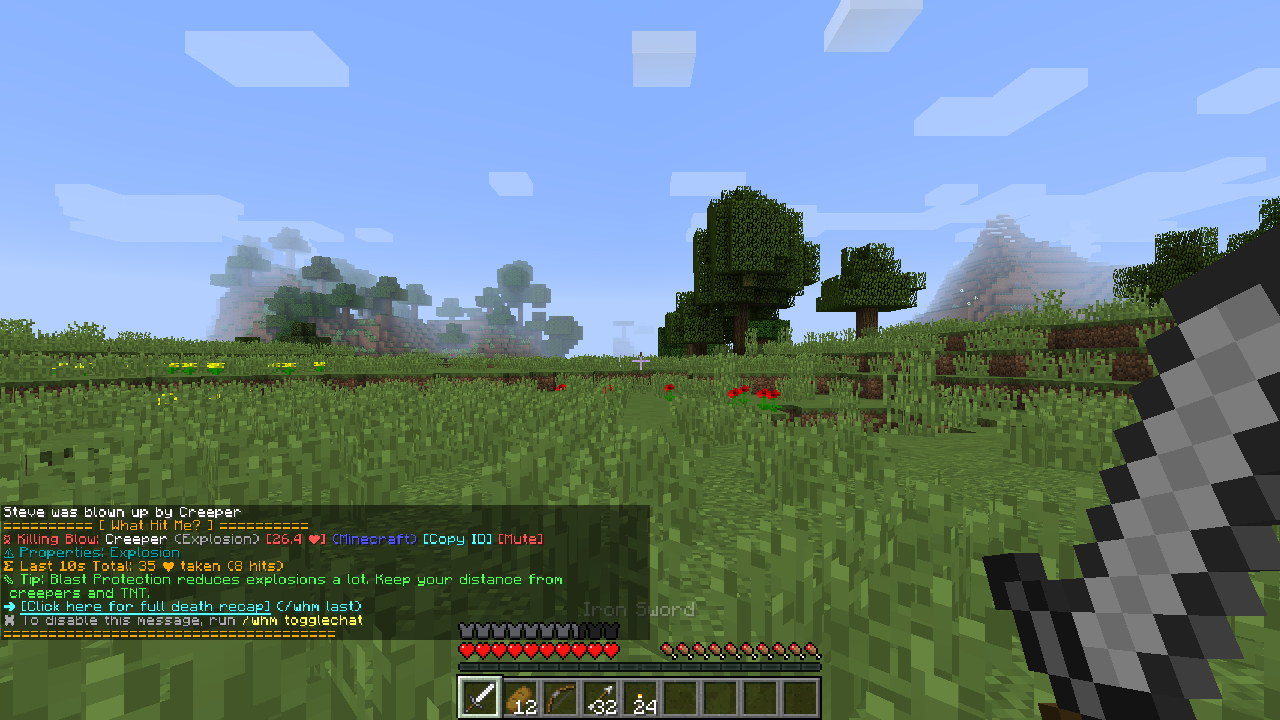 Steve was blown up by Creeper
========== [ What Hit Me? ] ==========
☠ Killing Blow: Creeper (Explosion) [26.4 ❤] (Minecraft) [Copy ID] [Mute]
⚠ Properties: Explosion
Σ Last 10s Total: 35 ❤ taken (8 hits)
✎ Tip: Blast Protection reduces explosions a lot. Keep your distance from
creepers and TNT.
➜ [Click here for full death recap] (/whm last)
✖ To disable this message, run /whm togglechat
=====================================
Iron Sword
12 32 24